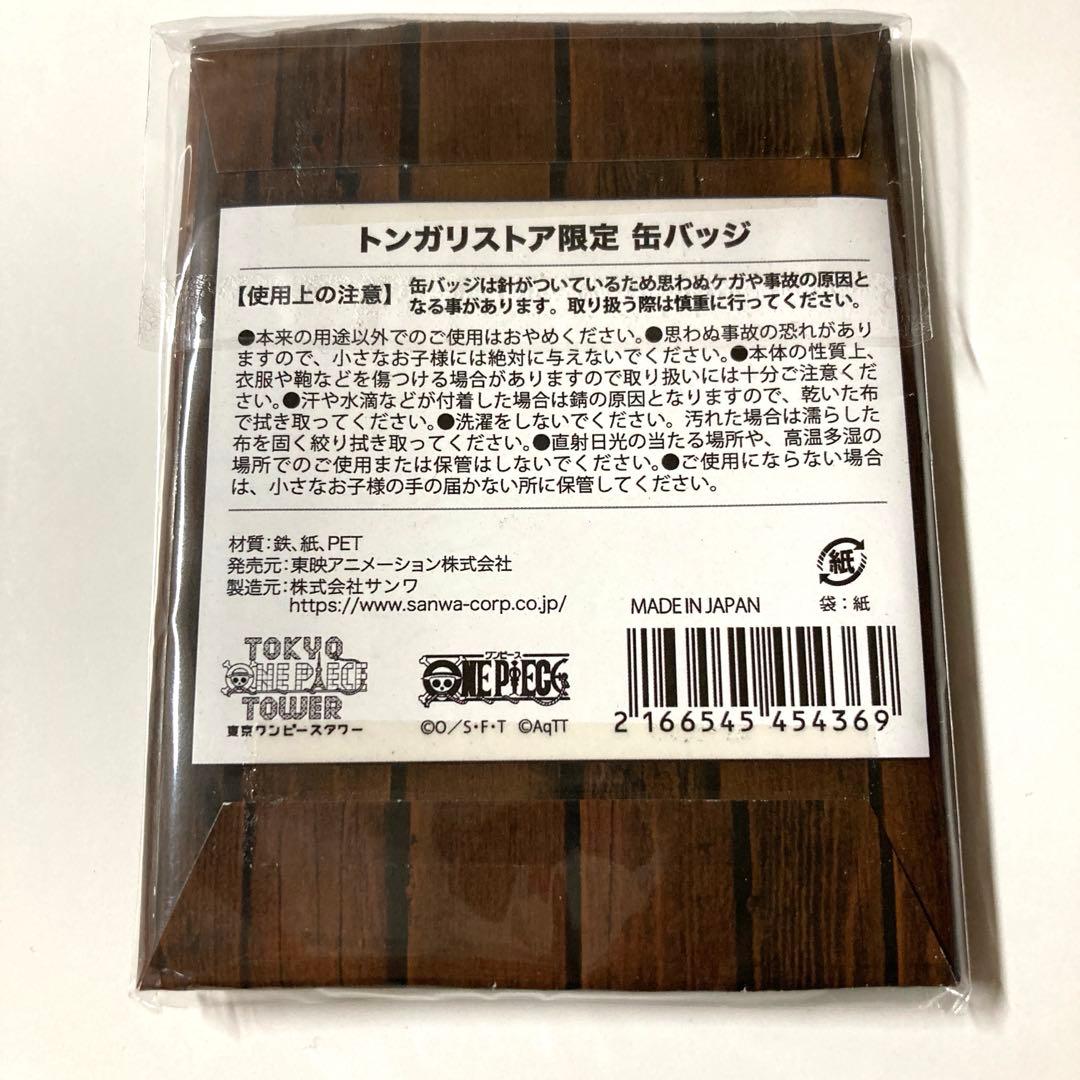 トンガリストア限定 缶バッジ
【使用上の注意】 缶バッジは針がついているため思わぬケガや事故の原因と
なる事があります。取り扱う際は慎重に行ってください。
●本来の用途以外でのご使用はおやめください。●思わぬ事故の恐れがあり
ますので、小さなお子様には絶対に与えないでください。●本体の性質上、
衣服や鞄などを傷つける場合がありますので取り扱いには十分ご注意くだ
さい。●汗や水滴などが付着した場合は錆の原因となりますので、乾いた布
で拭き取ってください。●洗濯をしないでください。汚れた場合は濡らした
布を固く絞り拭き取ってください。●直射日光の当たる場所や、高温多湿の
場所でのご使用または保管はしないでください。●ご使用にならない場合
は、小さなお子様の手の届かない所に保管してください。
材質:鉄、紙、PET
発売元:東映アニメーション株式会社
製造元:株式会社サンワ
https://www.sanwa-corp.co.jp/
MADE IN JAPAN
紙
袋:紙
TOKYO
ONE PIECE
TOWER
東京ワンピースタワー
ワンピース
ONE PIECE
©O/S・F・T ©AqTT
2 166545 454369